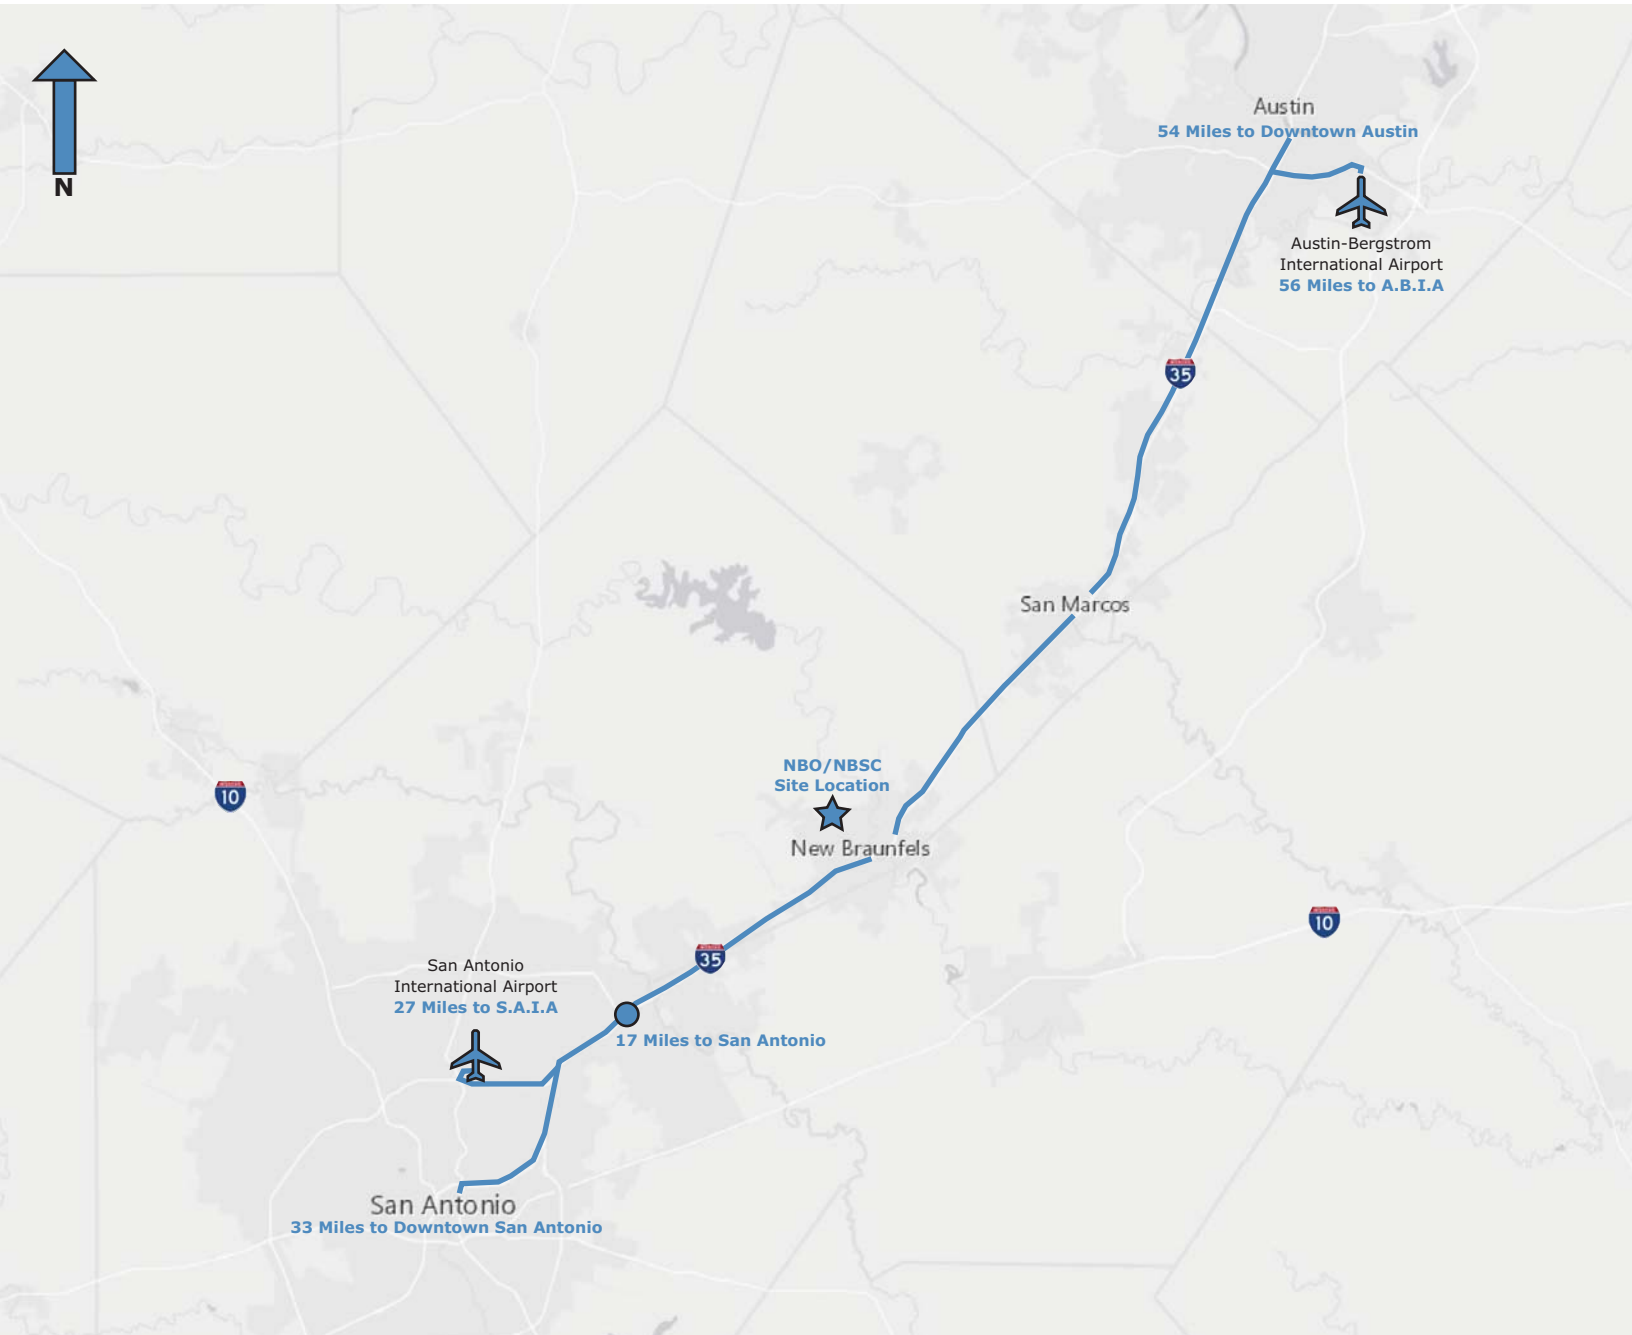 N
Austin
54 Miles to Downtown Austin
Austin-Bergstrom
International Airport
56 Miles to A.B.I.A
35
San Marcos
NBO/NBSC
Site Location
10
New Braunfels
10
35
San Antonio
International Airport
27 Miles to S.A.I.A
17 Miles to San Antonio
San Antonio
33 Miles to Downtown San Antonio